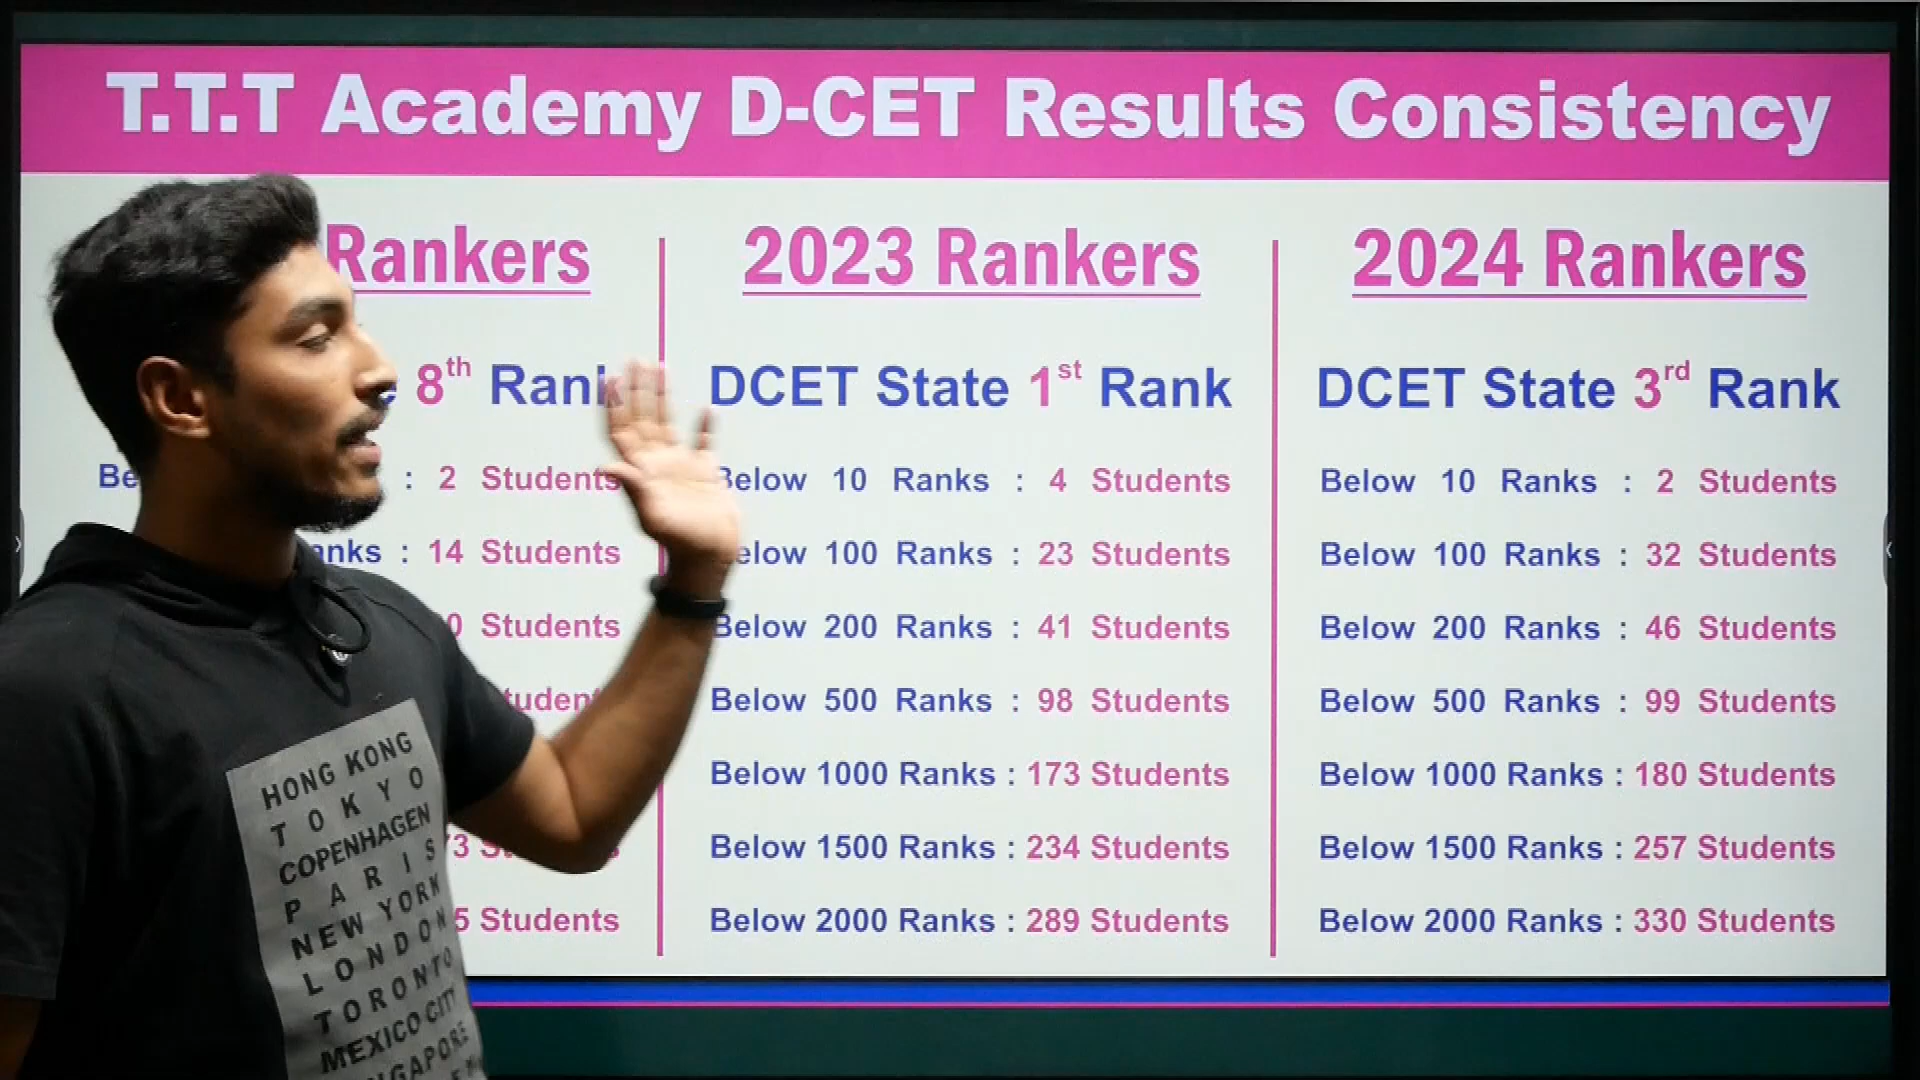 T.T.T Academy D-CET Results Consistency
Rankers
8th Rank
: 2 Students
: 14 Students
Students
Students
2023 Rankers
DCET State 1st Rank
Below 10 Ranks : 4 Students
Below 100 Ranks : 23 Students
Below 200 Ranks : 41 Students
Below 500 Ranks : 98 Students
Below 1000 Ranks : 173 Students
Below 1500 Ranks : 234 Students
Below 2000 Ranks : 289 Students
2024 Rankers
DCET State 3rd Rank
Below 10 Ranks : 2 Students
Below 100 Ranks : 32 Students
Below 200 Ranks : 46 Students
Below 500 Ranks : 99 Students
Below 1000 Ranks : 180 Students
Below 1500 Ranks : 257 Students
Below 2000 Ranks : 330 Students
HONG KONG
TOKYO
COPENHAGEN
PARIS
NEW YORK
LONDON
TORONTO
MEXICO CITY